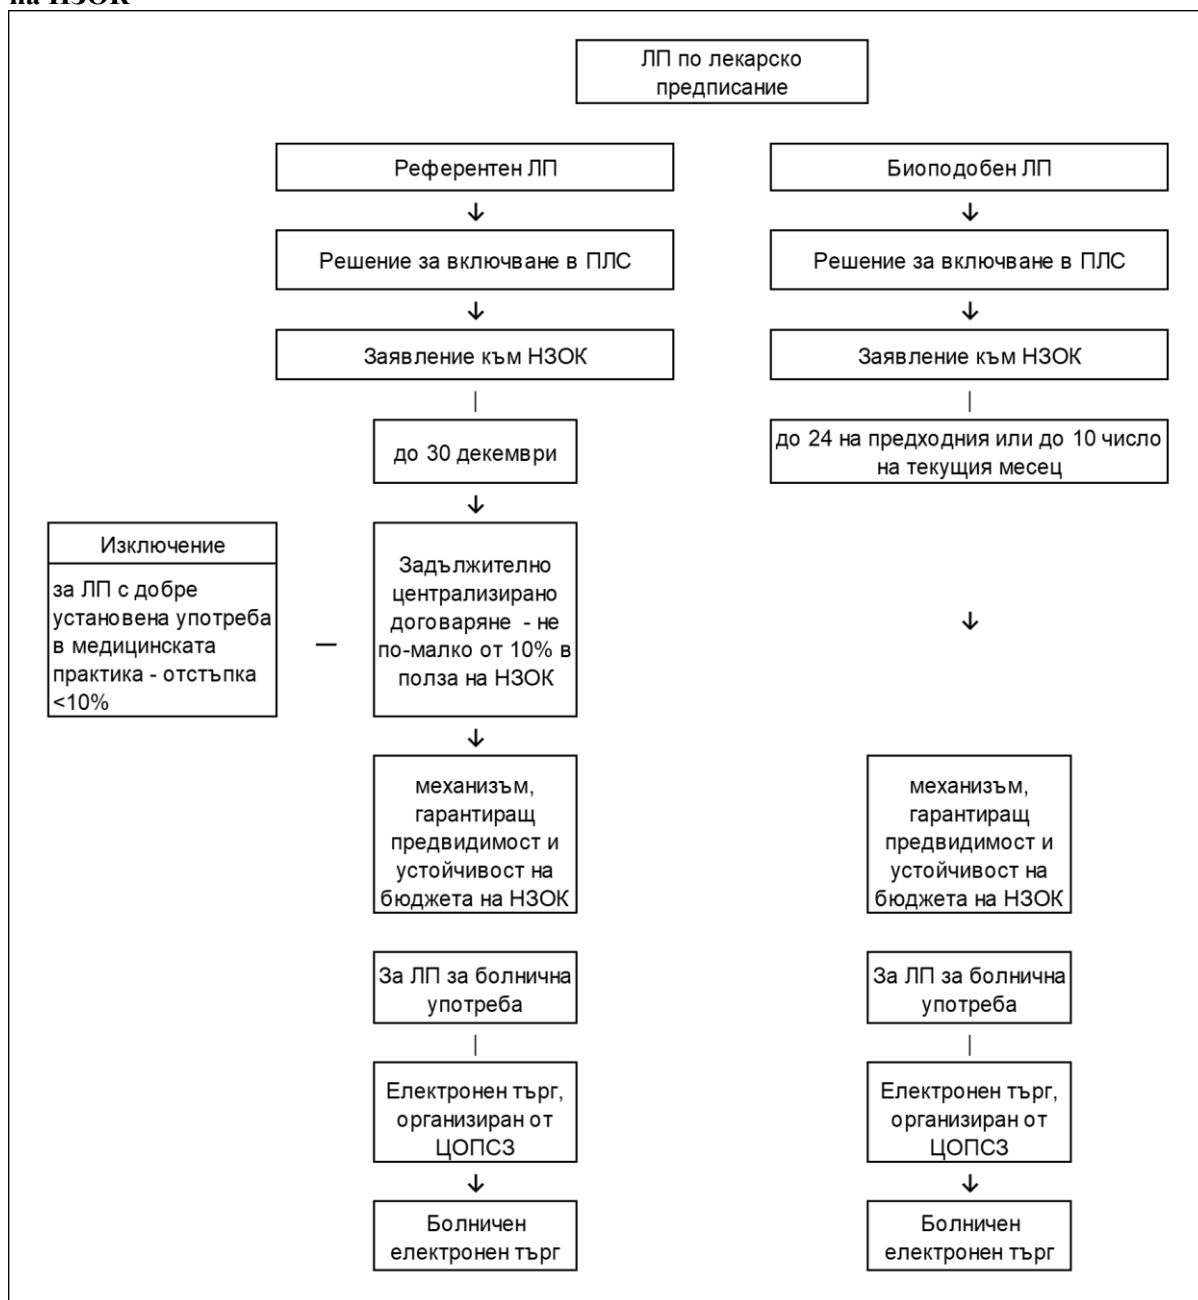 на НЗОК
ЛП по лекарско
предписание
Референтен ЛП
Биоподобен ЛП
Решение за включване в ПЛС
Решение за включване в ПЛС
Заявление към НЗОК
Заявление към НЗОК
до 30 декември
до 24 на предходния или до 10 число
на текущия месец
Изключение
за ЛП с добре
установена употреба
в медицинската
практика - отстъпка
<10%
Задължително
централизирано
договаряне - не
по-малко от 10% в
полза на НЗОК
механизъм,
гарантиращ
предвидимост и
устойчивост на
бюджета на НЗОК
механизъм,
гарантиращ
предвидимост и
устойчивост на
бюджета на НЗОК
За ЛП за болнична
употреба
За ЛП за болнична
употреба
Електронен търг,
организиран от
ЦОПСЗ
Електронен търг,
организиран от
ЦОПСЗ
Болничен
електронен търг
Болничен
електронен търг